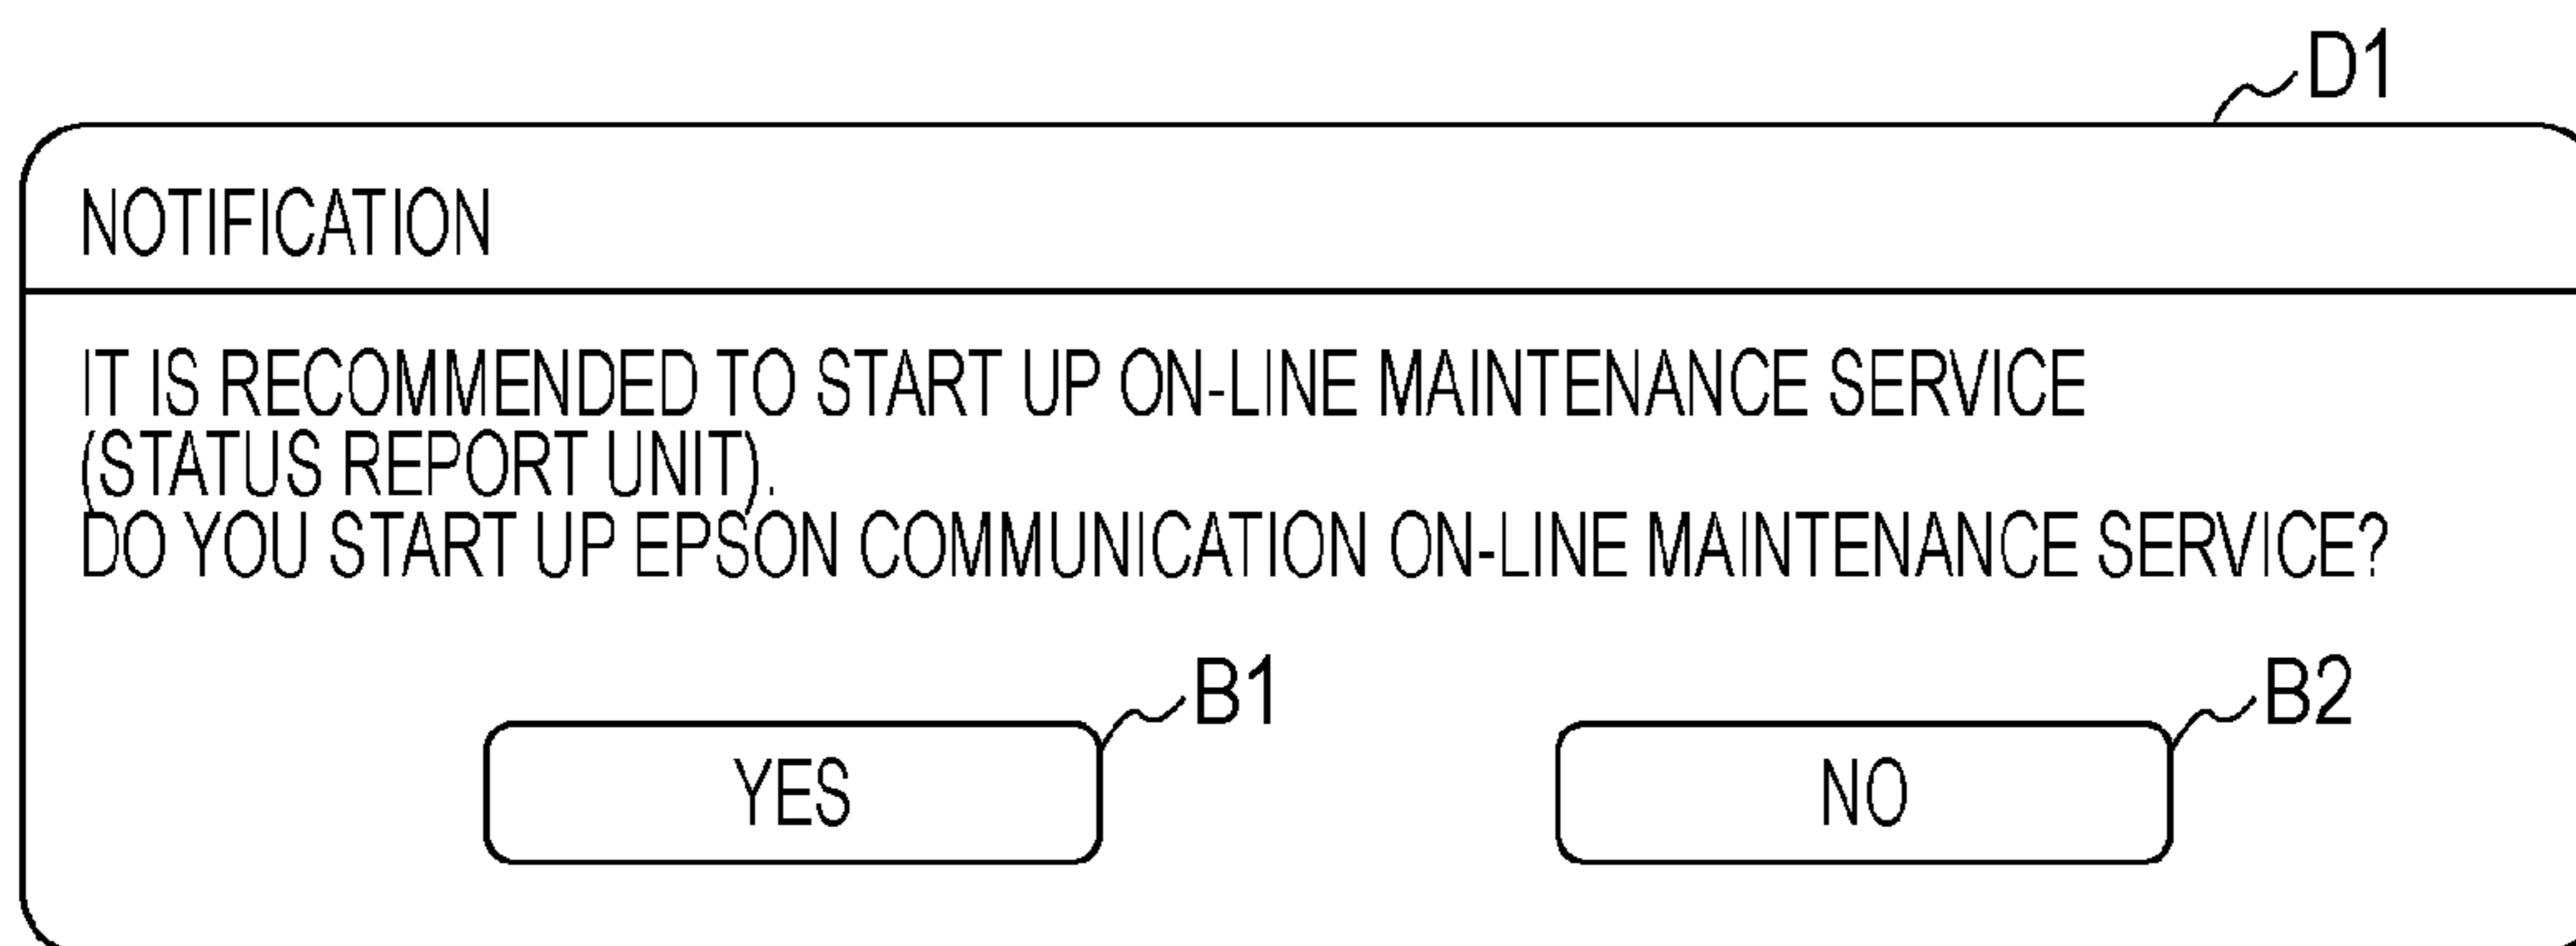 D1
NOTIFICATION
IT IS RECOMMENDED TO START UP ON-LINE MAINTENANCE SERVICE
(STATUS REPORT UNIT).
DO YOU START UP EPSON COMMUNICATION ON-LINE MAINTENANCE SERVICE?
B1
B2
YES
NO